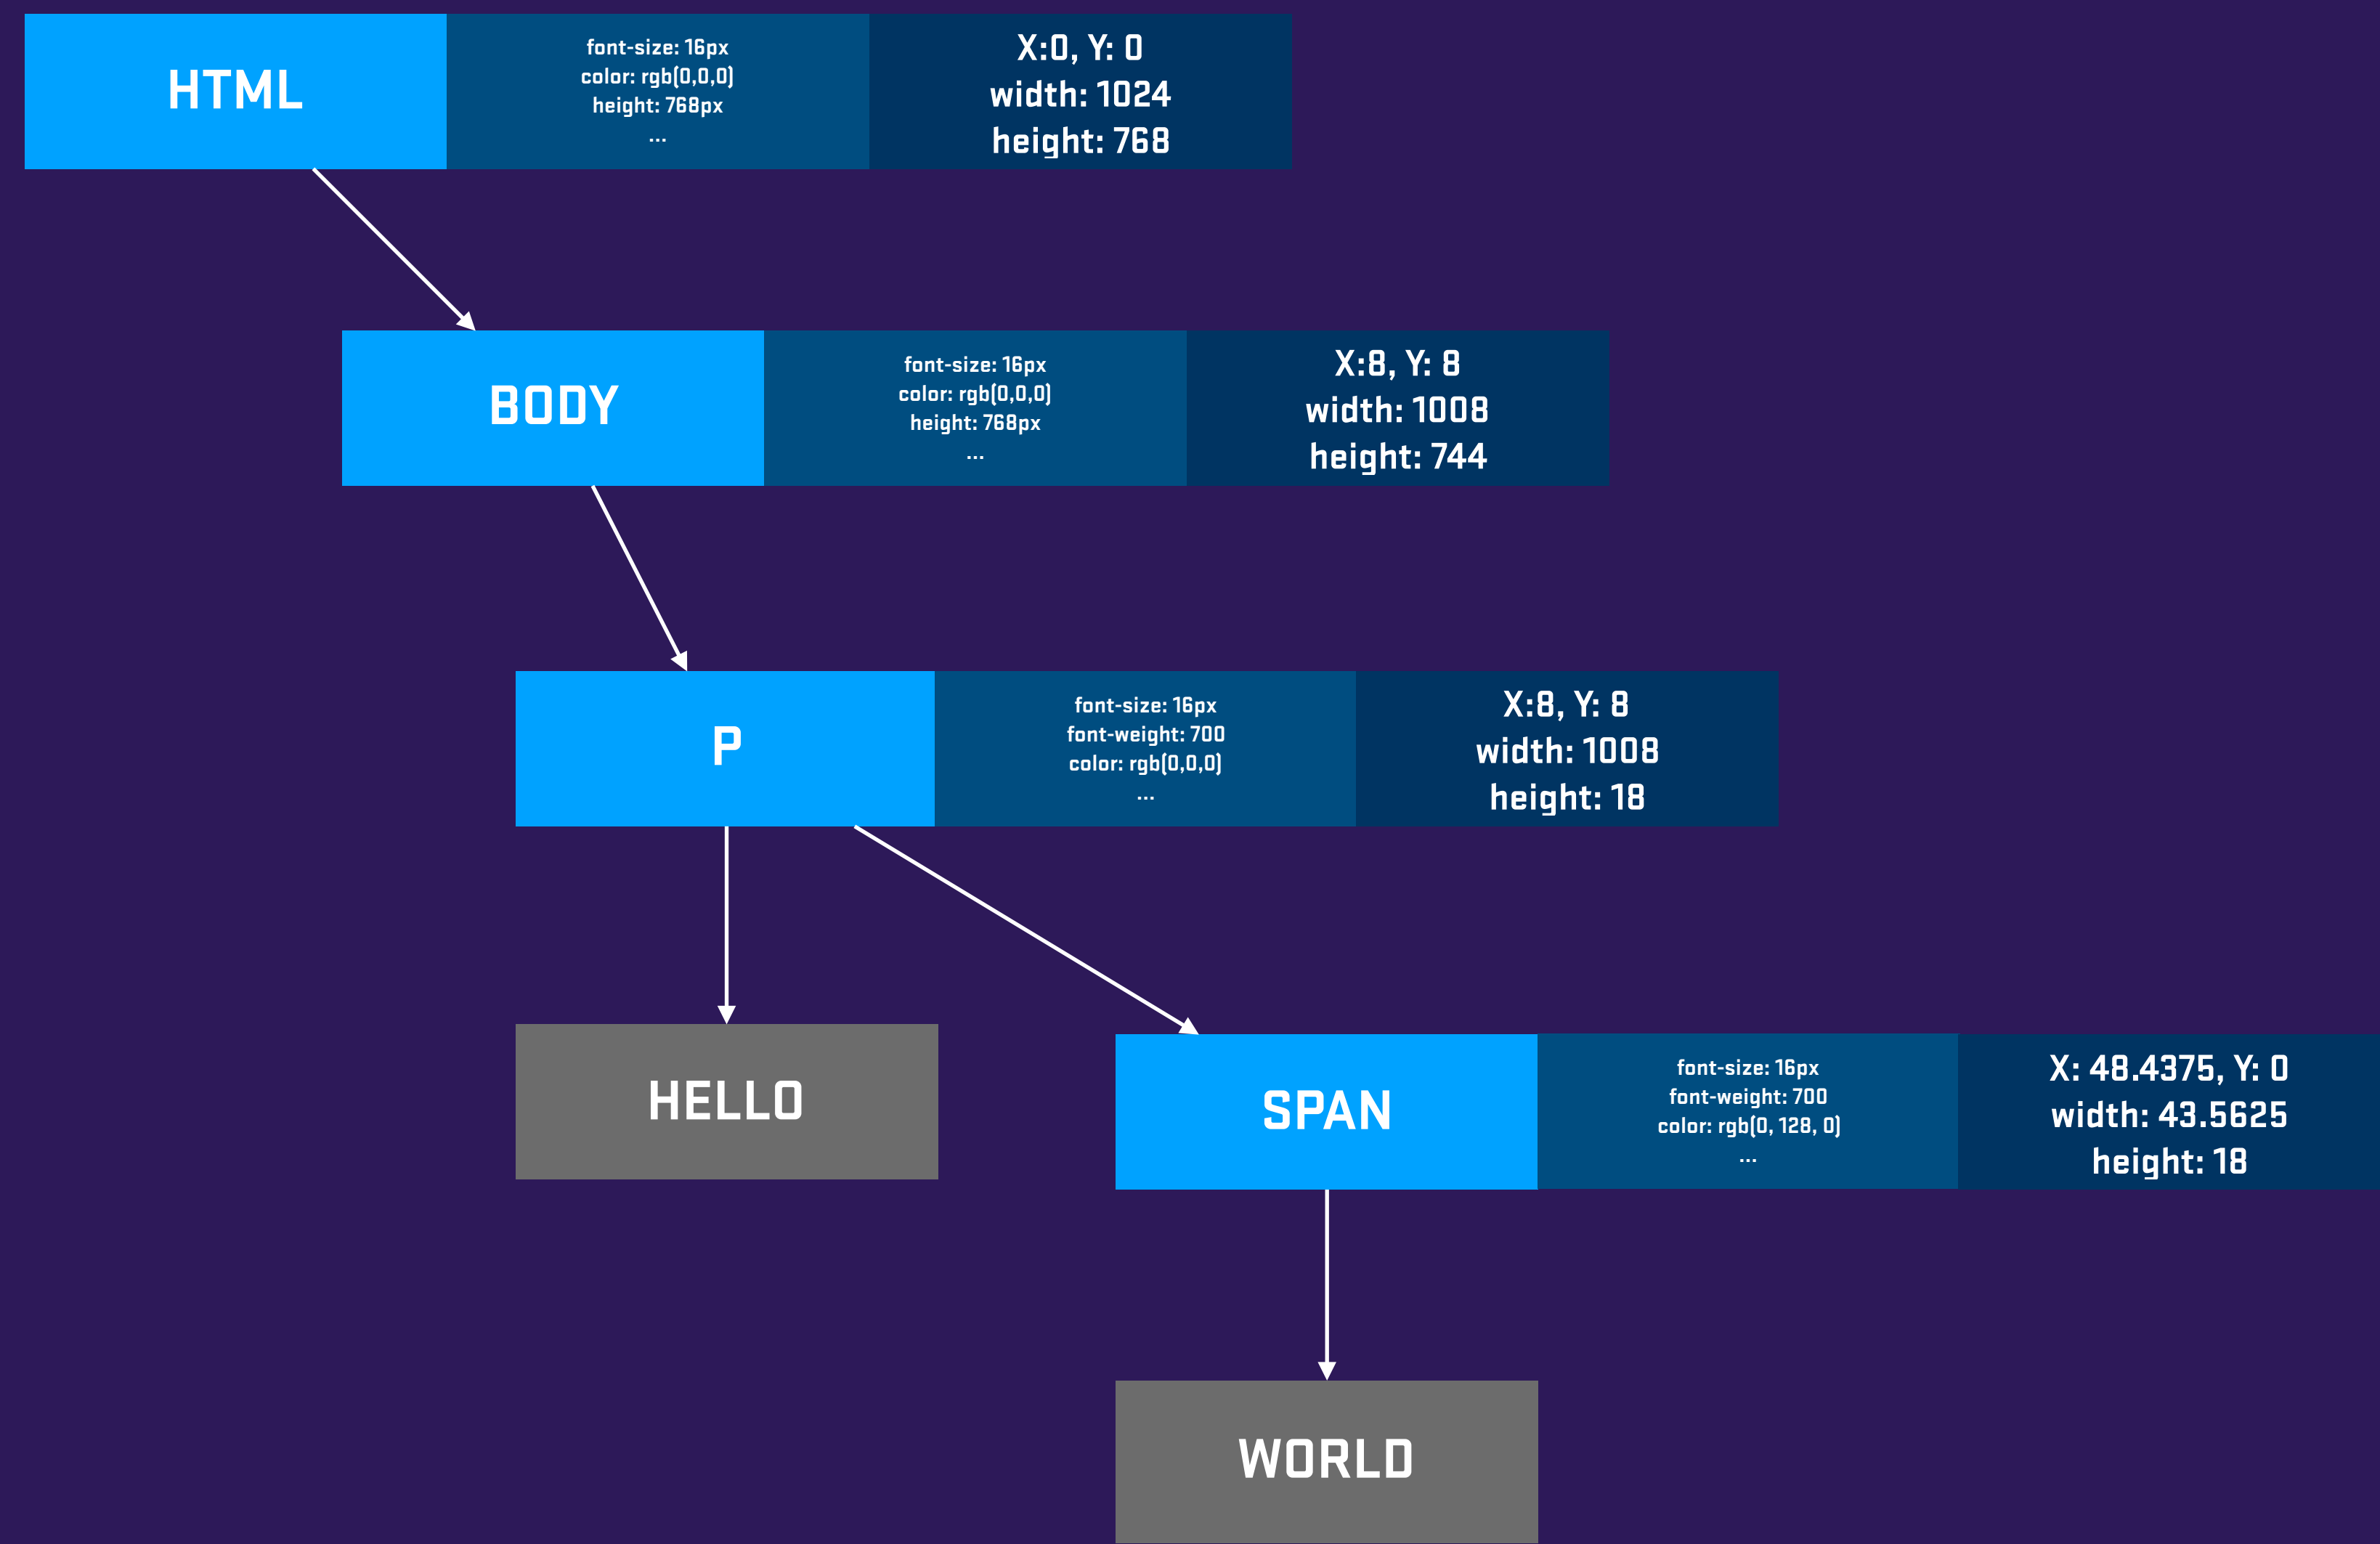 HTML
font-size: 16px
color: rgb(0,0,0)
height: 768px
...
X:0, Y: 0
width: 1024
height: 768
BODY
font-size: 16px
color: rgb(0,0,0)
height: 768px
...
X:8, Y: 8
width: 1008
height: 744
P
font-size: 16px
font-weight: 700
color: rgb(0,0,0)
...
X:8, Y: 8
width: 1008
height: 18
HELLO
SPAN
font-size: 16px
font-weight: 700
color: rgb(0, 128, 0)
...
X: 48.4375, Y: 0
width: 43.5625
height: 18
WORLD